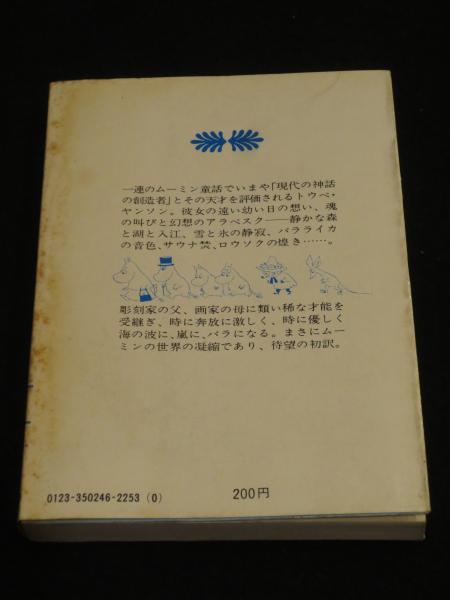 一連のムーミン童話でいまや「現代の神話
の創造者」とその天才を評価されるトウベ・
ヤンソン。彼女の遠い幼い日の想い、魂
の叫びと幻想のアラベスク──静かな森
と湖と入江、雪と氷の静寂、バラライカ
の音色、サウナ焚、ロウソクの煌き……。
彫刻家の父、画家の母に類い稀な才能を
受継ぎ、時に奔放に激しく、時に優しく
海の波に、嵐に、バラになる。まさにムー
ミンの世界の凝縮であり、待望の初訳。
0123-350246-2253(0)
200円